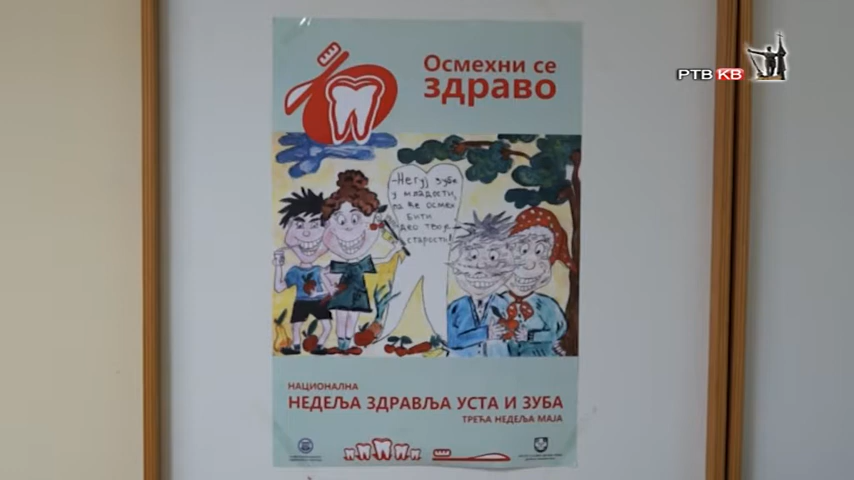 РТВ КВ
Осмехни се
здраво
-Негуј зубе
у младости,
па ће осмех
бити
део твоје
старости!
НАЦИОНАЛНА
НЕДЕЉА ЗДРАВЉА УСТА И ЗУБА
ТРЕЋА НЕДЕЉА МАЈА